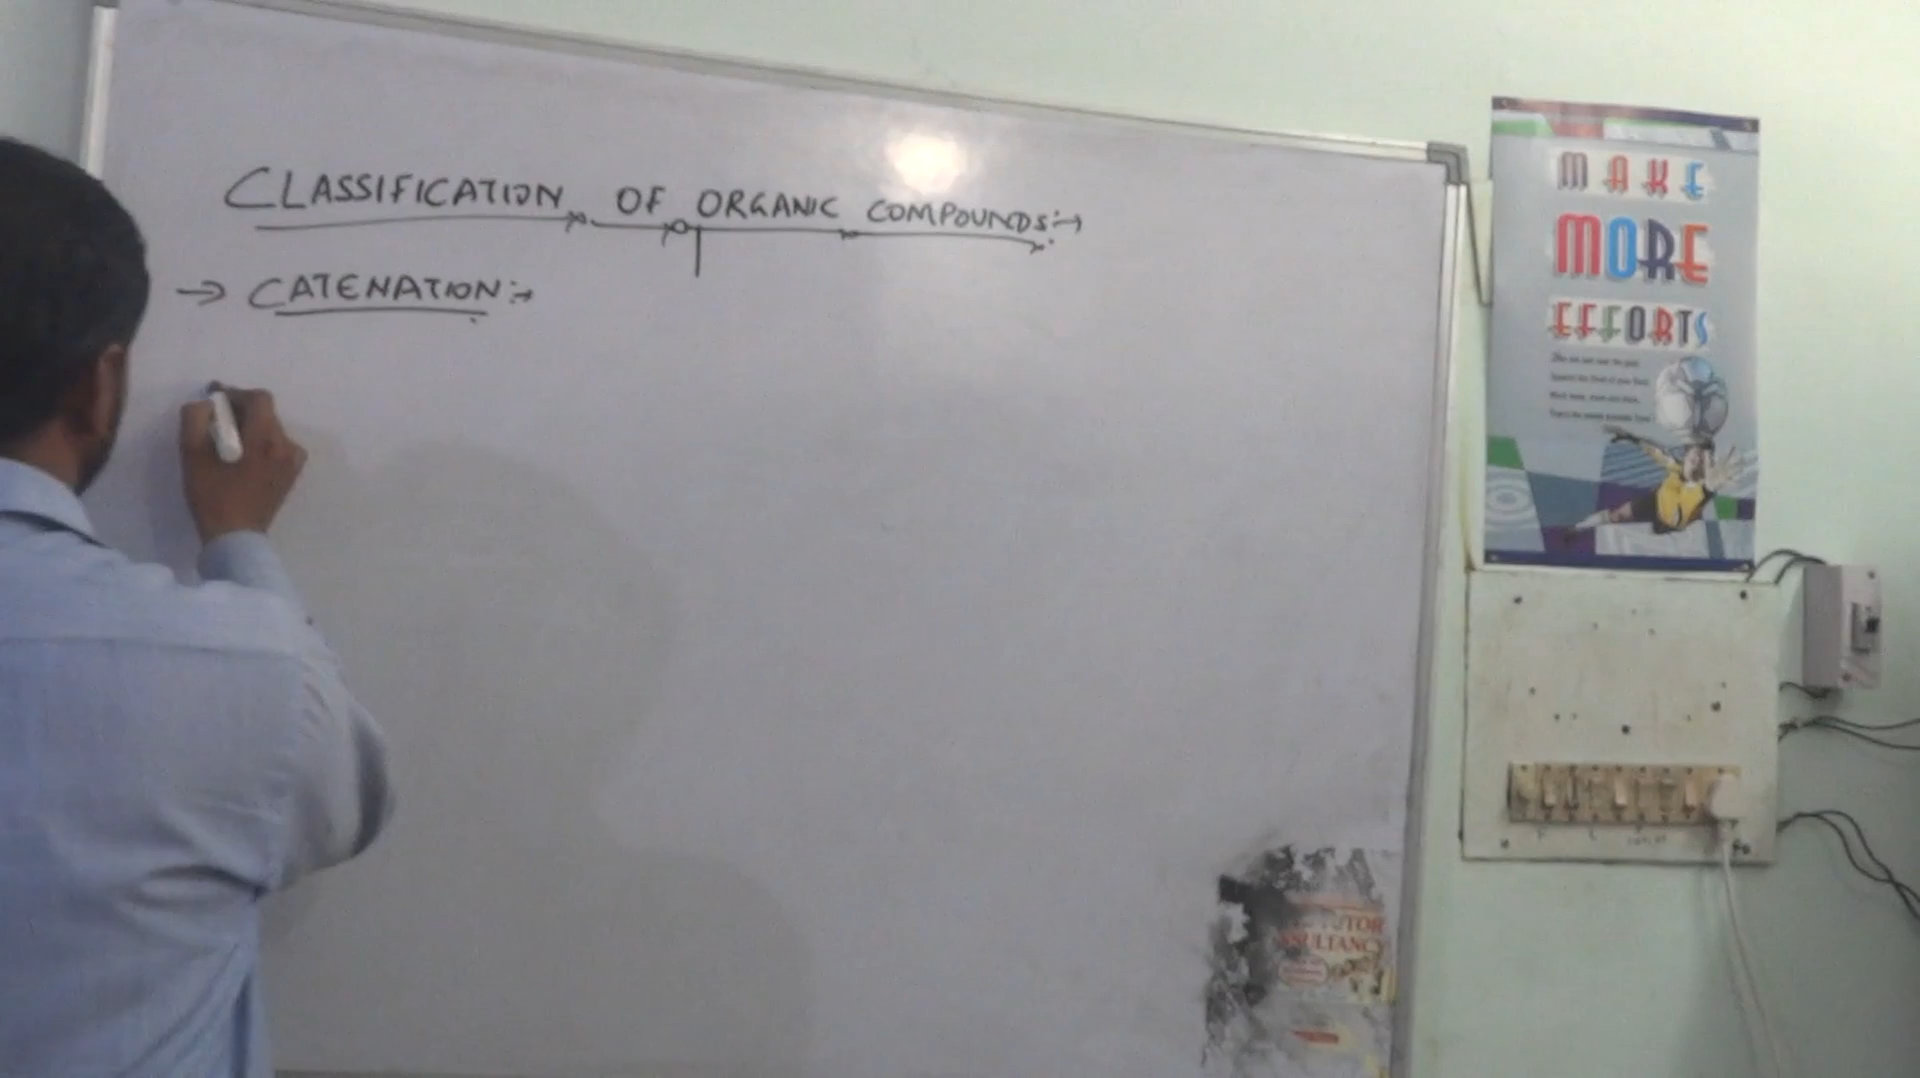 CLASSIFICATION OF ORGANIC COMPOUNDS:→
→ CATENATION:→
MAKE
MORE
EFFORTS